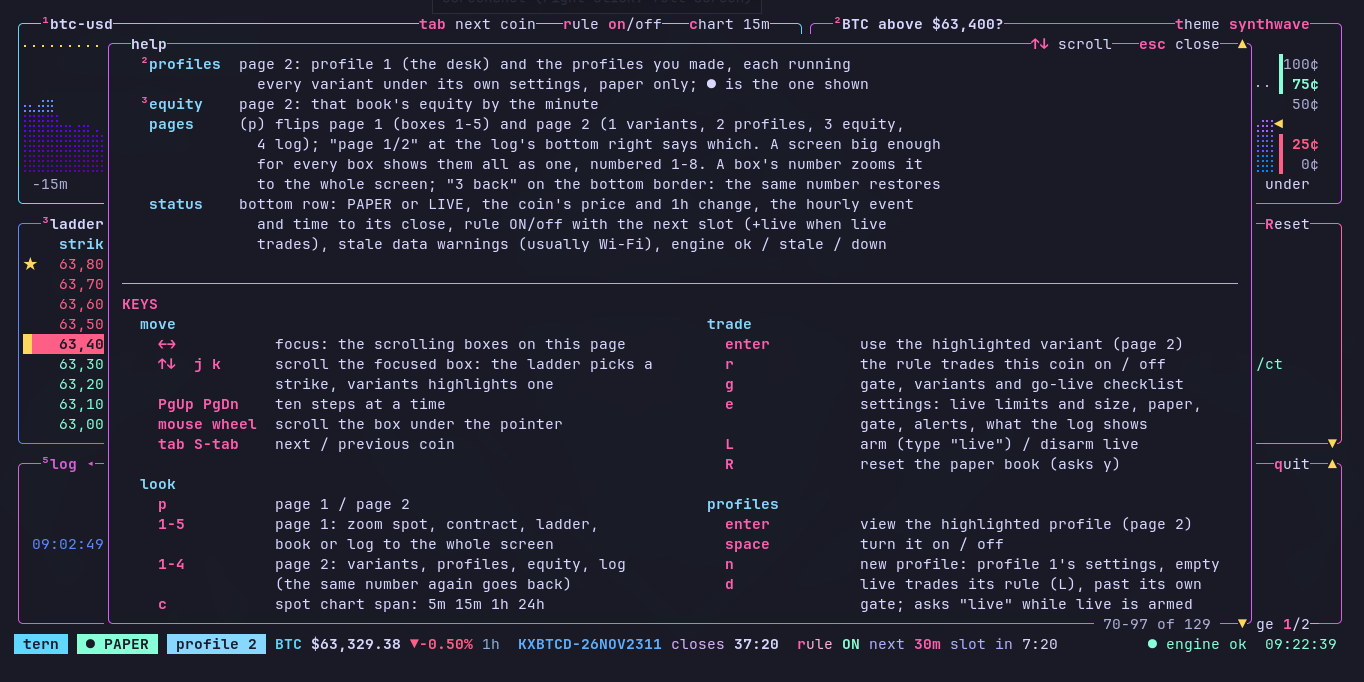 ¹btc-usd tab next coin rule on/off chart 15m ²BTC above $63,400? theme synthwave
help ↑↓ scroll esc close ▲
²profiles page 2: profile 1 (the desk) and the profiles you made, each running
every variant under its own settings, paper only; ● is the one shown
³equity page 2: that book's equity by the minute
pages (p) flips page 1 (boxes 1-5) and page 2 (1 variants, 2 profiles, 3 equity,
4 log); "page 1/2" at the log's bottom right says which. A screen big enough
for every box shows them all as one, numbered 1-8. A box's number zooms it
to the whole screen; "3 back" on the bottom border: the same number restores
status bottom row: PAPER or LIVE, the coin's price and 1h change, the hourly event
and time to its close, rule ON/off with the next slot (+live when live
trades), stale data warnings (usually Wi-Fi), engine ok / stale / down
100¢
75¢
50¢
25¢
0¢
-15m
under
³ladder
Reset
strik
★ 63,80
63,70
63,60
63,50
63,40
63,30
/ct
63,20
63,10
63,00
KEYS
move
↔ focus: the scrolling boxes on this page
↑↓ j k scroll the focused box: the ladder picks a
strike, variants highlights one
PgUp PgDn ten steps at a time
mouse wheel scroll the box under the pointer
tab S-tab next / previous coin
look
p page 1 / page 2
1-5 page 1: zoom spot, contract, ladder,
book or log to the whole screen
1-4 page 2: variants, profiles, equity, log
(the same number again goes back)
c spot chart span: 5m 15m 1h 24h
trade
enter use the highlighted variant (page 2)
r the rule trades this coin on / off
g gate, variants and go-live checklist
e settings: live limits and size, paper,
gate, alerts, what the log shows
L arm (type "live") / disarm live
R reset the paper book (asks y)
profiles
enter view the highlighted profile (page 2)
space turn it on / off
n new profile: profile 1's settings, empty
d live trades its rule (L), past its own
gate; asks "live" while live is armed
⁵log ◂
quit ▲
09:02:49
70-97 of 129 ▼ ge 1/2
tern ● PAPER profile 2 BTC $63,329.38 ▼-0.50% 1h KXBTCD-26NOV2311 closes 37:20 rule ON next 30m slot in 7:20 ● engine ok 09:22:39